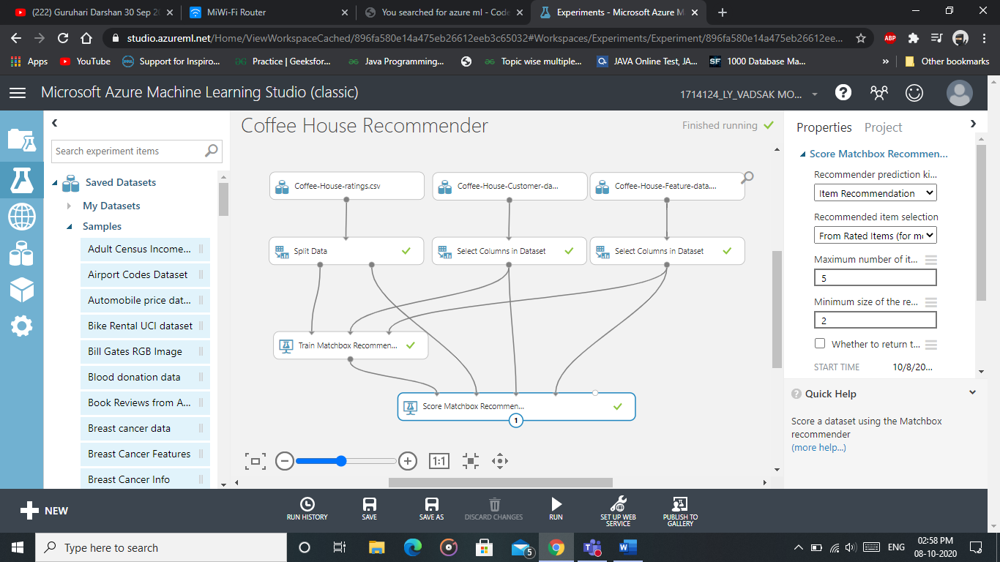 (222) Guruhari Darshan 30 Sep 2
MiWi-Fi Router
You searched for azure ml - Code
Experiments - Microsoft Azure M
studio.azureml.net/Home/ViewWorkspaceCached/896fa580e14a475eb26612eeb3c65032#Workspaces/Experiments/Experiment/896fa580e14a475eb26612ee...
ABP
Apps
YouTube
Support for Inspiro...
Practice | Geeksfor...
Java Programming...
Topic wise multiple...
JAVA Online Test, JA...
SF
1000 Database Ma...
»
Other bookmarks
Microsoft Azure Machine Learning Studio (classic)
1714124_LY_VADSAK MO...
?
Coffee House Recommender
Finished running
Properties
Project
Search experiment items
Score Matchbox Recommen...
Saved Datasets
My Datasets
Samples
Adult Census Income...
Airport Codes Dataset
Automobile price dat...
Bike Rental UCI dataset
Bill Gates RGB Image
Blood donation data
Book Reviews from A...
Breast cancer data
Breast Cancer Features
Breast Cancer Info
Coffee-House-ratings.csv
Coffee-House-Customer-da...
Coffee-House-Feature-data....
Split Data
Select Columns in Dataset
Select Columns in Dataset
Train Matchbox Recommen...
Score Matchbox Recommen...
1
1:1
Recommender prediction ki...
Item Recommendation
Recommended item selection
From Rated Items (for mo
Maximum number of it...
5
Minimum size of the re...
2
Whether to return t...
START TIME
10/8/20...
Quick Help
Score a dataset using the Matchbox
recommender
(more help...)
NEW
RUN HISTORY
SAVE
SAVE AS
DISCARD CHANGES
RUN
SET UP WEB
SERVICE
PUBLISH TO
GALLERY
Type here to search
5
ENG
02:58 PM
08-10-2020